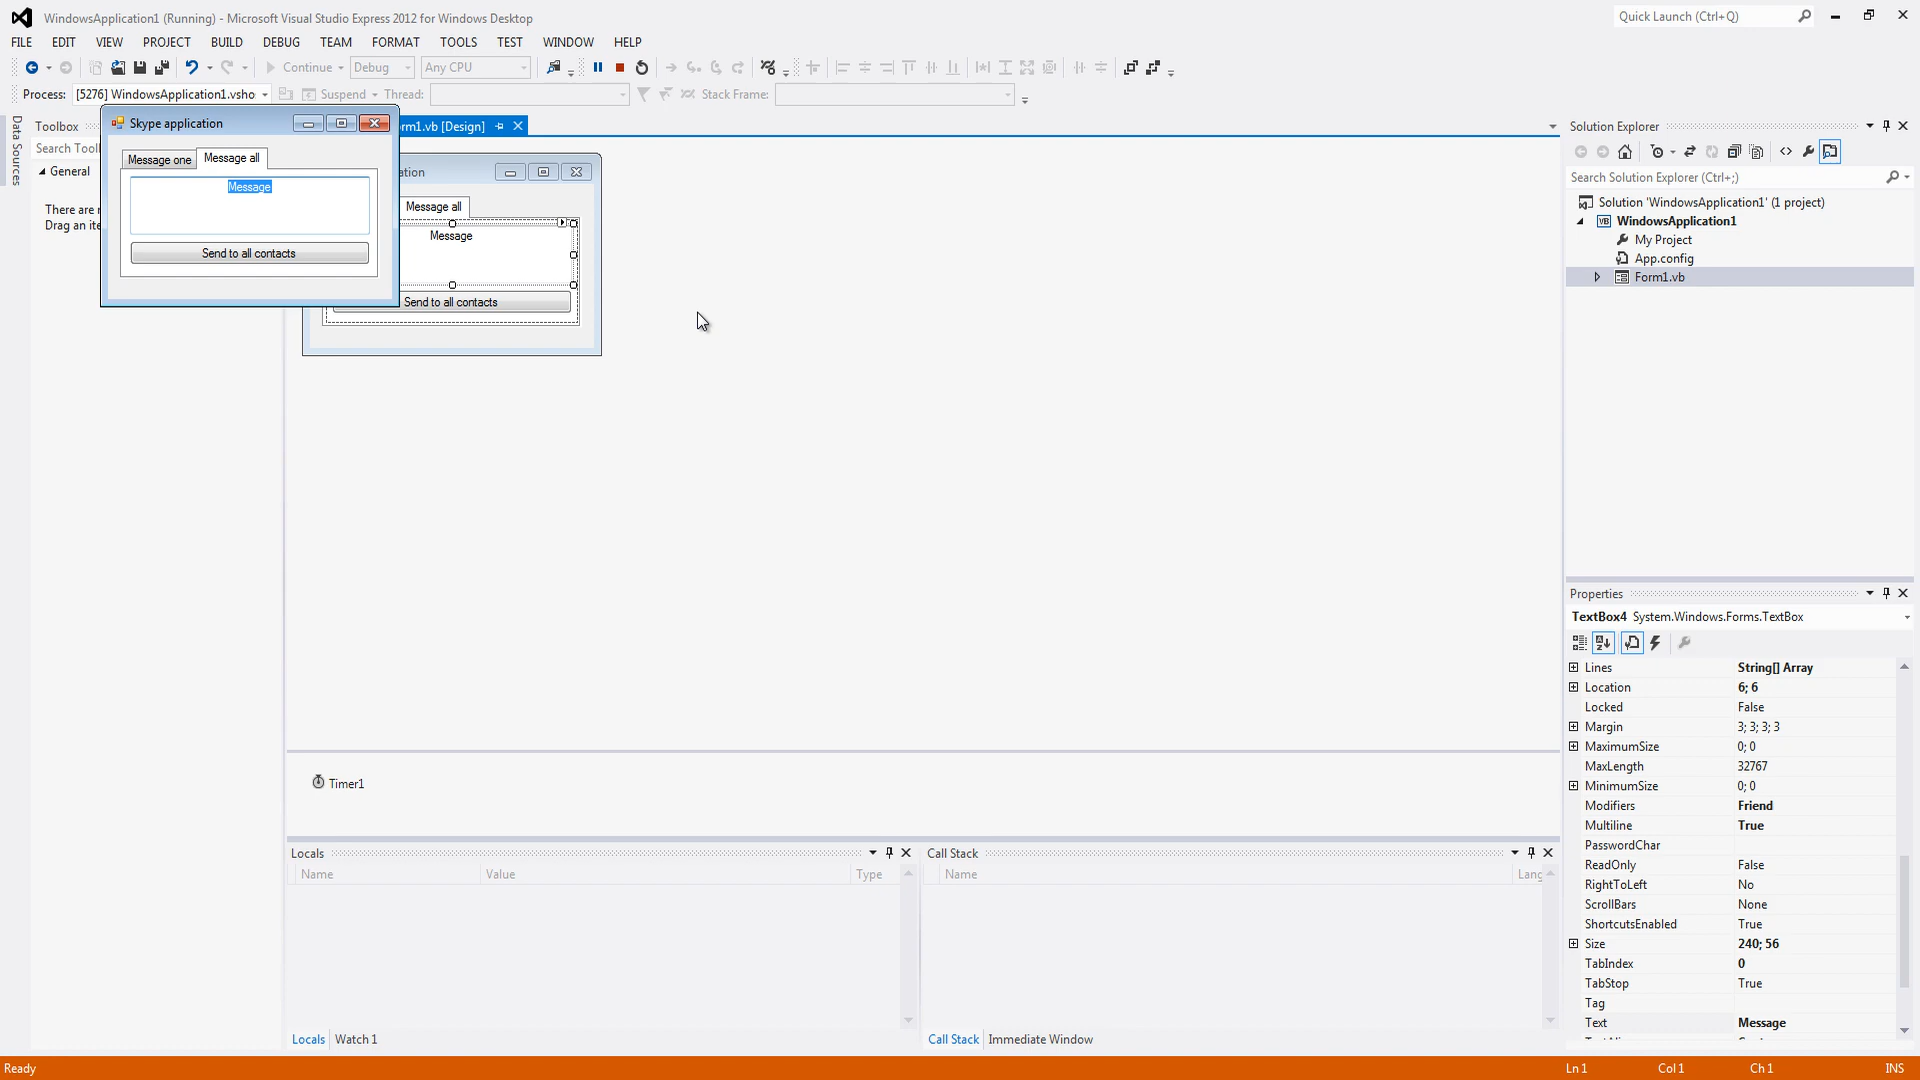 WindowsApplication1 (Running) - Microsoft Visual Studio Express 2012 for Windows Desktop
Quick Launch (Ctrl+Q)
FILE EDIT VIEW PROJECT BUILD DEBUG TEAM FORMAT TOOLS TEST WINDOW HELP
Continue Debug Any CPU
Process: [5276] WindowsApplication1.vsho Suspend Thread: Stack Frame:
Data Sources
Toolbox
Search Tool
General
There are
Drag an ite
Skype application
Message one Message all
Message
Send to all contacts
rm1.vb [Design]
ation
Message all
Message
Send to all contacts
Timer1
Locals
Name Value Type
Locals Watch 1
Call Stack
Name Lang
Call Stack Immediate Window
Solution Explorer
Search Solution Explorer (Ctrl+;)
Solution 'WindowsApplication1' (1 project)
VB WindowsApplication1
My Project
App.config
Form1.vb
Properties
TextBox4 System.Windows.Forms.TextBox
Lines String[] Array
Location 6; 6
Locked False
Margin 3; 3; 3; 3
MaximumSize 0; 0
MaxLength 32767
MinimumSize 0; 0
Modifiers Friend
Multiline True
PasswordChar
ReadOnly False
RightToLeft No
ScrollBars None
ShortcutsEnabled True
Size 240; 56
TabIndex 0
TabStop True
Tag
Text Message
Ready Ln 1 Col 1 Ch 1 INS